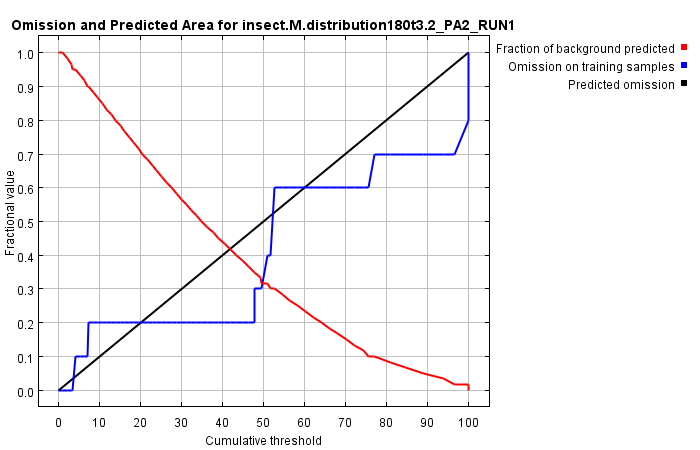 Omission and Predicted Area for insect.M.distribution180t3.2_PA2_RUN1
Fraction of background predicted
Omission on training samples
Predicted omission
1.0
0.9
0.8
0.7
0.6
0.5
0.4
0.3
0.2
0.1
0.0
Fractional value
0 10 20 30 40 50 60 70 80 90 100
Cumulative threshold